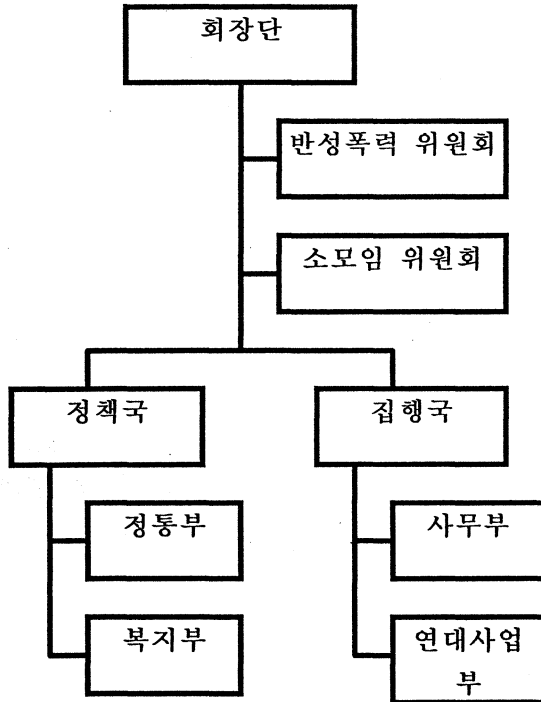 회장단
반성폭력 위원회
소모임 위원회
정책국
집행국
정통부
사무부
복지부
연대사업
부